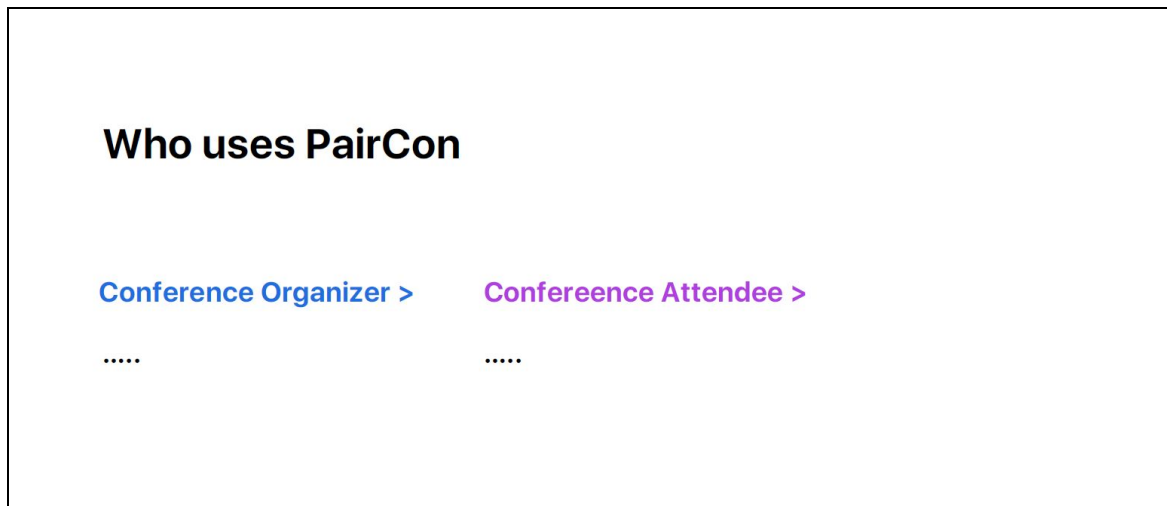 Who uses PairCon
Conference Organizer > Confereence Attendee >
..... .....